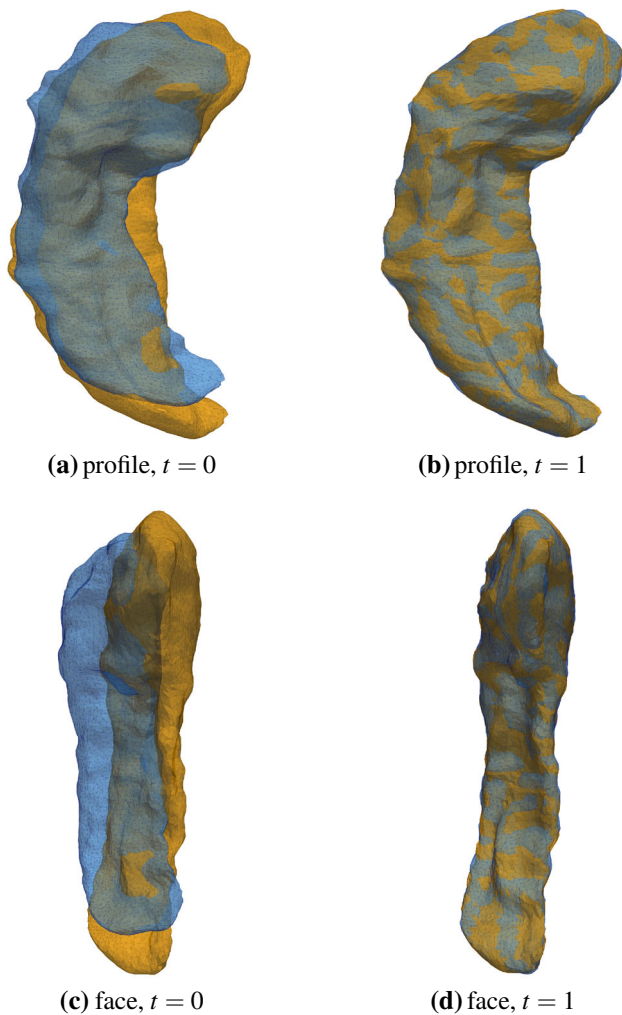 (a) profile, t = 0
(b) profile, t = 1
(c) face, t = 0
(d) face, t = 1